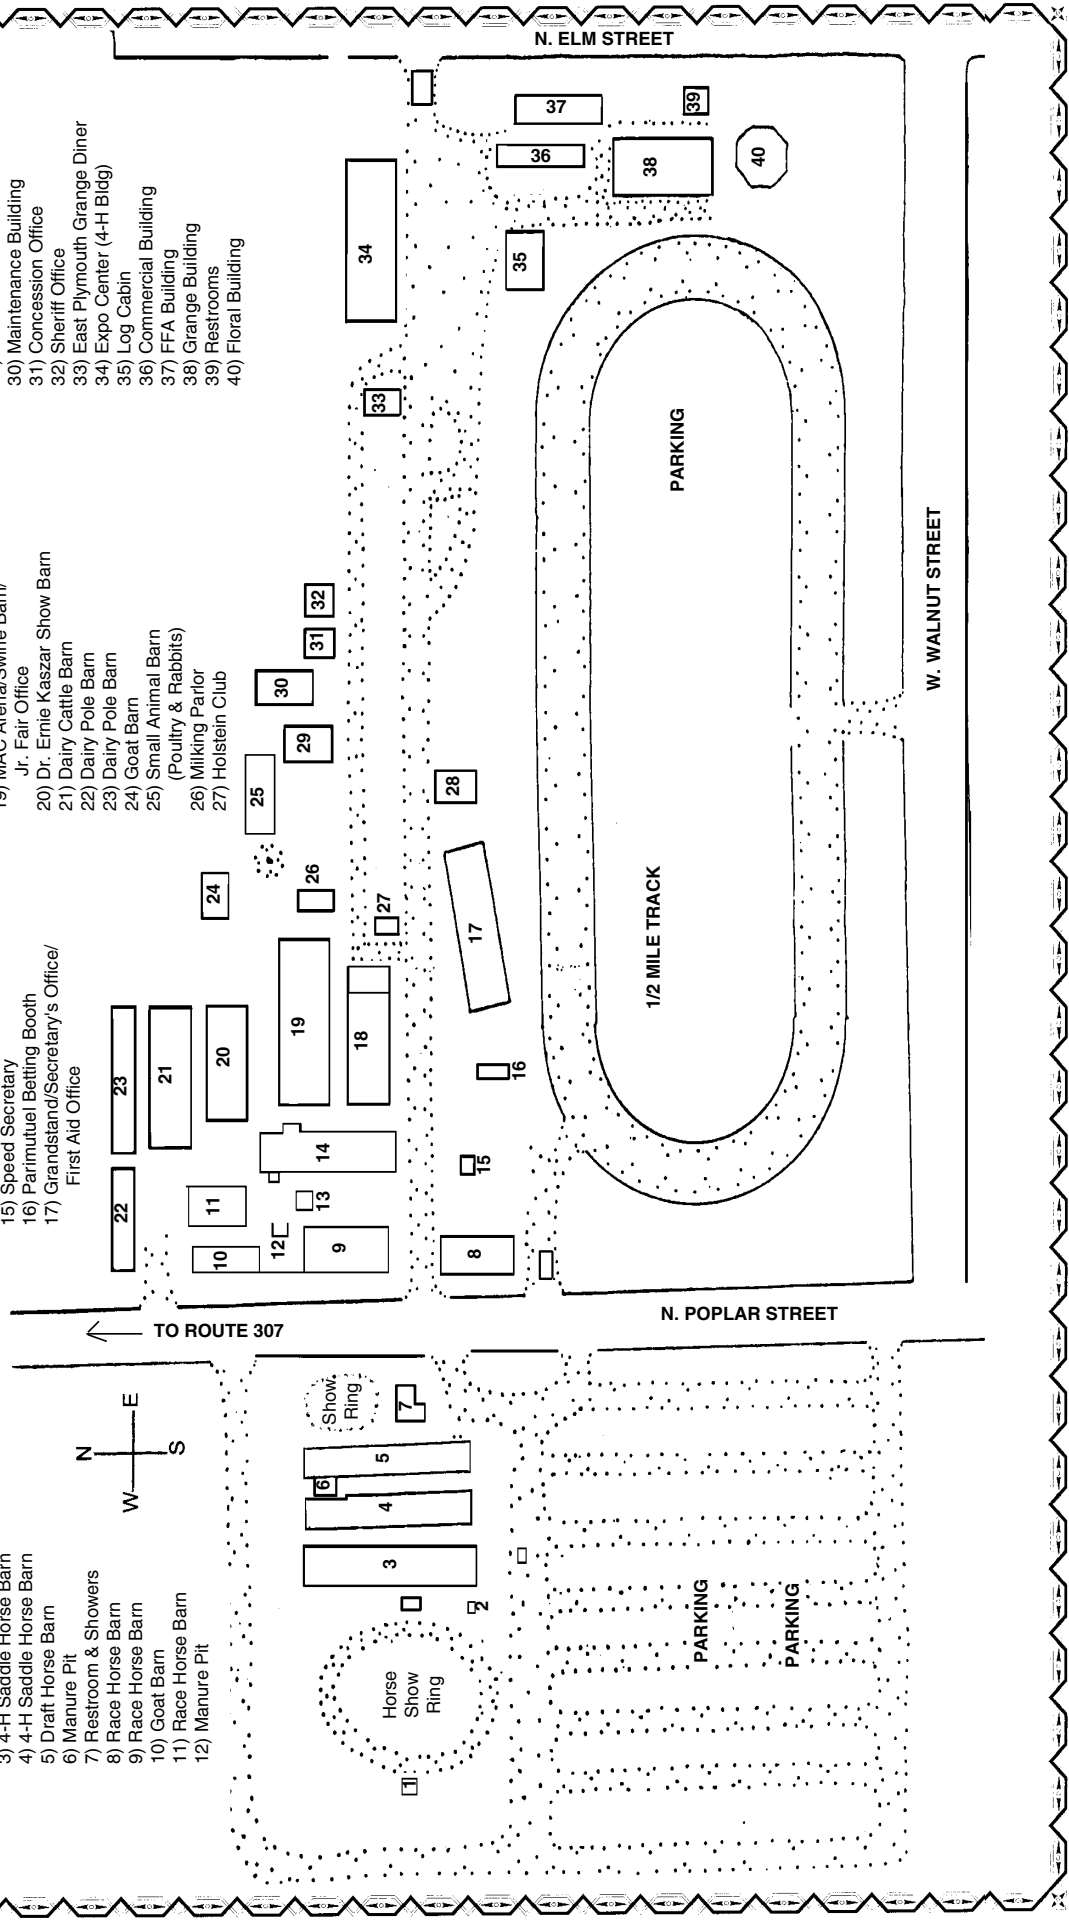 3) 4-H Saddle Horse Barn
4) 4-H Saddle Horse Barn
5) Draft Horse Barn
6) Manure Pit
7) Restroom & Showers
8) Race Horse Barn
9) Race Horse Barn
10) Goat Barn
11) Race Horse Barn
12) Manure Pit
15) Speed Secretary
16) Parimutuel Betting Booth
17) Grandstand/Secretary's Office/
First Aid Office
19) MAC Arena/Swine Barn/
Jr. Fair Office
20) Dr. Ernie Kaszar Show Barn
21) Dairy Cattle Barn
22) Dairy Pole Barn
23) Dairy Pole Barn
24) Goat Barn
25) Small Animal Barn
(Poultry & Rabbits)
26) Milking Parlor
27) Holstein Club
30) Maintenance Building
31) Concession Office
32) Sheriff Office
33) East Plymouth Grange Diner
34) Expo Center (4-H Bldg)
35) Log Cabin
36) Commercial Building
37) FFA Building
38) Grange Building
39) Restrooms
40) Floral Building
N. ELM STREET
W. WALNUT STREET
N. POPLAR STREET
TO ROUTE 307
N
E
S
W
1/2 MILE TRACK
PARKING
PARKING
PARKING
Show
Ring
Horse
Show
Ring
1
2
3
4
5
6
7
8
9
10
11
12
13
14
15
16
17
18
19
20
21
22
23
24
25
26
27
28
29
30
31
32
33
34
35
36
37
38
39
40